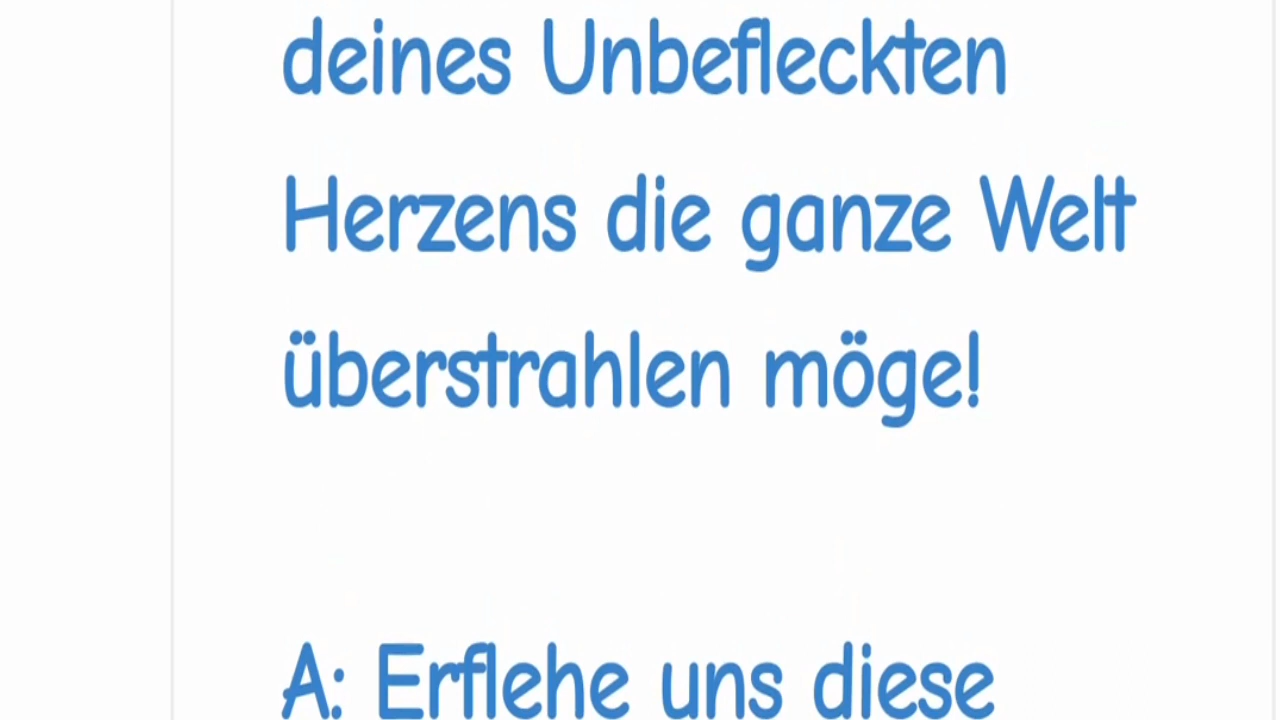 deines Unbefleckten
Herzens die ganze Welt
überstrahlen möge!
A: Erflehe uns diese